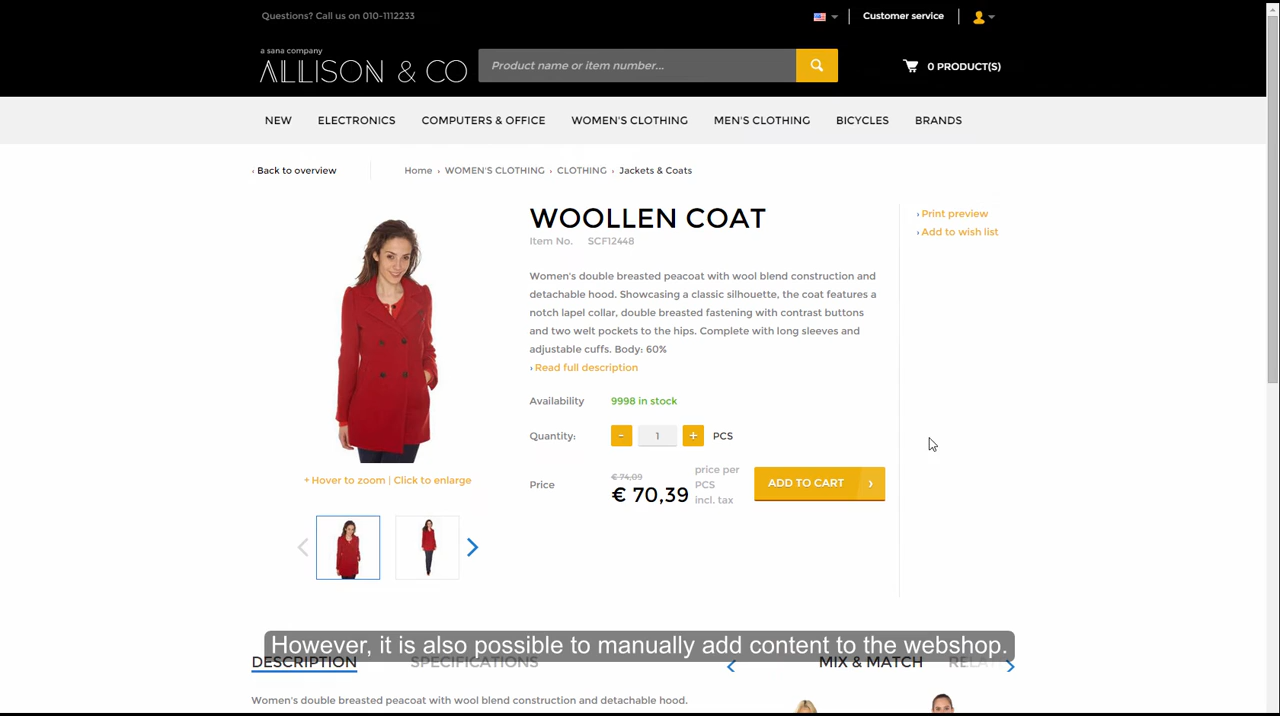 Questions? Call us on 010-1112233
Customer service
a sana company
ALLISON & CO
Product name or item number...
0 PRODUCT(S)
NEW
ELECTRONICS
COMPUTERS & OFFICE
WOMEN'S CLOTHING
MEN'S CLOTHING
BICYCLES
BRANDS
‹ Back to overview
Home › WOMEN'S CLOTHING › CLOTHING › Jackets & Coats
WOOLLEN COAT
Item No. SCF12448
Women's double breasted peacoat with wool blend construction and
detachable hood. Showcasing a classic silhouette, the coat features a
notch lapel collar, double breasted fastening with contrast buttons
and two welt pockets to the hips. Complete with long sleeves and
adjustable cuffs. Body: 60%
› Read full description
Availability 9998 in stock
Quantity: - 1 + PCS
Price
€ 74,09
€ 70,39
price per
PCS
incl. tax
ADD TO CART ›
› Print preview
› Add to wish list
+ Hover to zoom | Click to enlarge
However, it is also possible to manually add content to the webshop.
DESCRIPTION
SPECIFICATIONS
MIX & MATCH
Women's double breasted peacoat with wool blend construction and detachable hood.